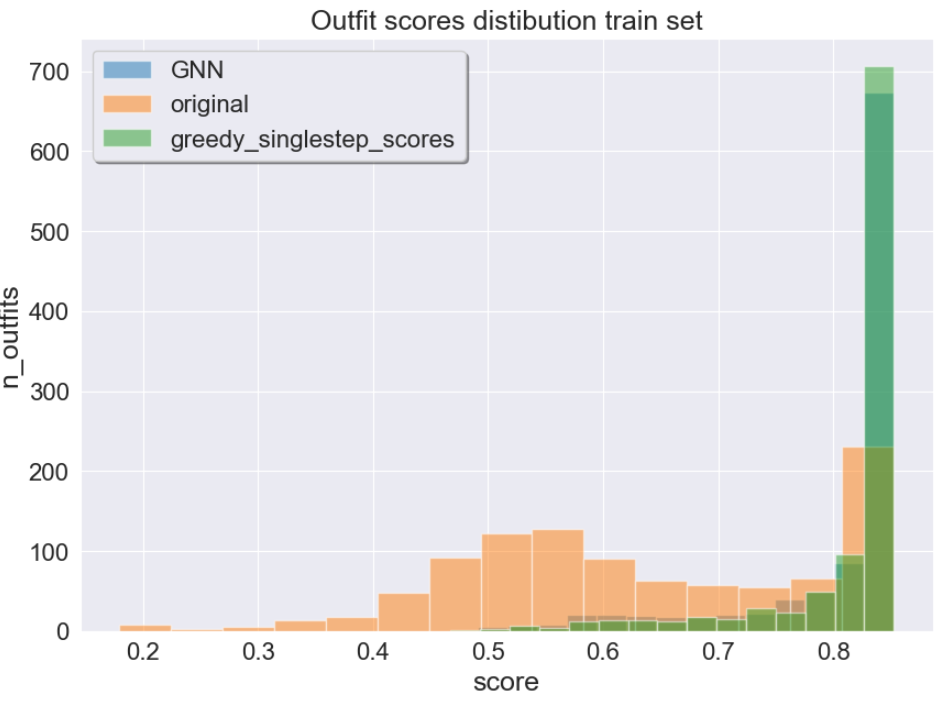 Outfit scores distibution train set
GNN
original
greedy_singlestep_scores
700
600
500
400
300
200
100
0
n_outfits
0.2 0.3 0.4 0.5 0.6 0.7 0.8
score